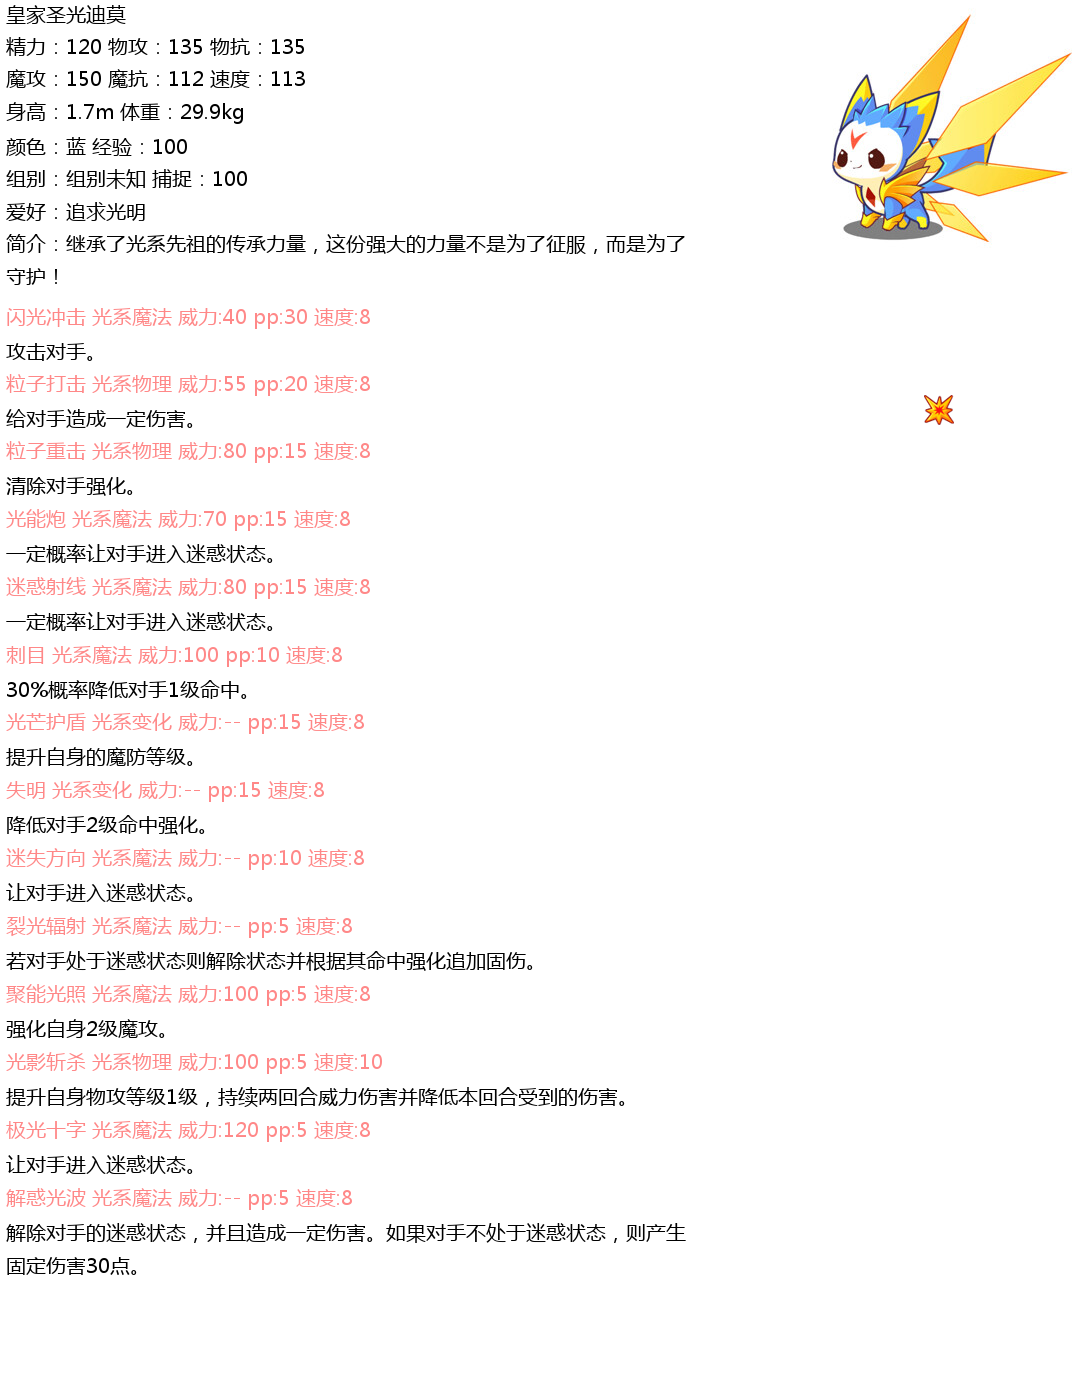 皇家圣光迪莫
精力：120 物攻：135 物抗：135
魔攻：150 魔抗：112 速度：113
身高：1.7m 体重：29.9kg
颜色：蓝 经验：100
组别：组别未知 捕捉：100
爱好：追求光明
简介：继承了光系先祖的传承力量，这份强大的力量不是为了征服，而是为了
守护！
闪光冲击 光系魔法 威力:40 pp:30 速度:8
攻击对手。
粒子打击 光系物理 威力:55 pp:20 速度:8
给对手造成一定伤害。
粒子重击 光系物理 威力:80 pp:15 速度:8
清除对手强化。
光能炮 光系魔法 威力:70 pp:15 速度:8
一定概率让对手进入迷惑状态。
迷惑射线 光系魔法 威力:80 pp:15 速度:8
一定概率让对手进入迷惑状态。
刺目 光系魔法 威力:100 pp:10 速度:8
30%概率降低对手1级命中。
光芒护盾 光系变化 威力:-- pp:15 速度:8
提升自身的魔防等级。
失明 光系变化 威力:-- pp:15 速度:8
降低对手2级命中强化。
迷失方向 光系魔法 威力:-- pp:10 速度:8
让对手进入迷惑状态。
裂光辐射 光系魔法 威力:-- pp:5 速度:8
若对手处于迷惑状态则解除状态并根据其命中强化追加固伤。
聚能光照 光系魔法 威力:100 pp:5 速度:8
强化自身2级魔攻。
光影斩杀 光系物理 威力:100 pp:5 速度:10
提升自身物攻等级1级，持续两回合威力伤害并降低本回合受到的伤害。
极光十字 光系魔法 威力:120 pp:5 速度:8
让对手进入迷惑状态。
解惑光波 光系魔法 威力:-- pp:5 速度:8
解除对手的迷惑状态，并且造成一定伤害。如果对手不处于迷惑状态，则产生
固定伤害30点。